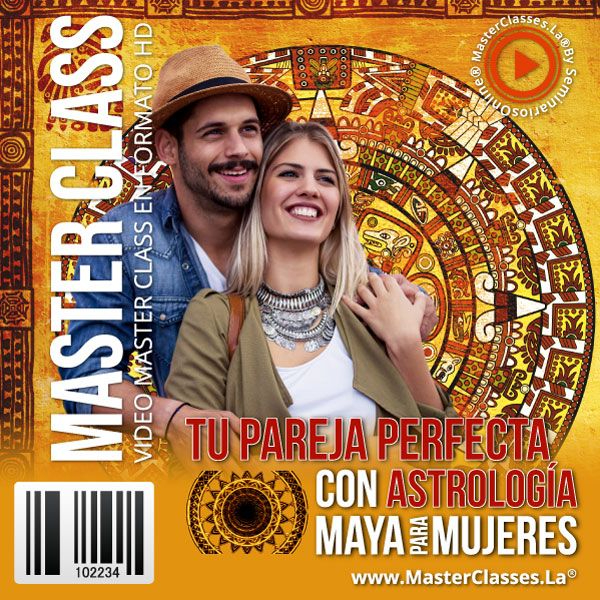 MASTER CLASS
VIDEO MASTER CLASS EN FORMATO HD
MasterClasses.La®By SeminariosOnline®
TU PAREJA PERFECTA
CON ASTROLOGÍA
MAYA PARA MUJERES
102234
www.MasterClasses.La®